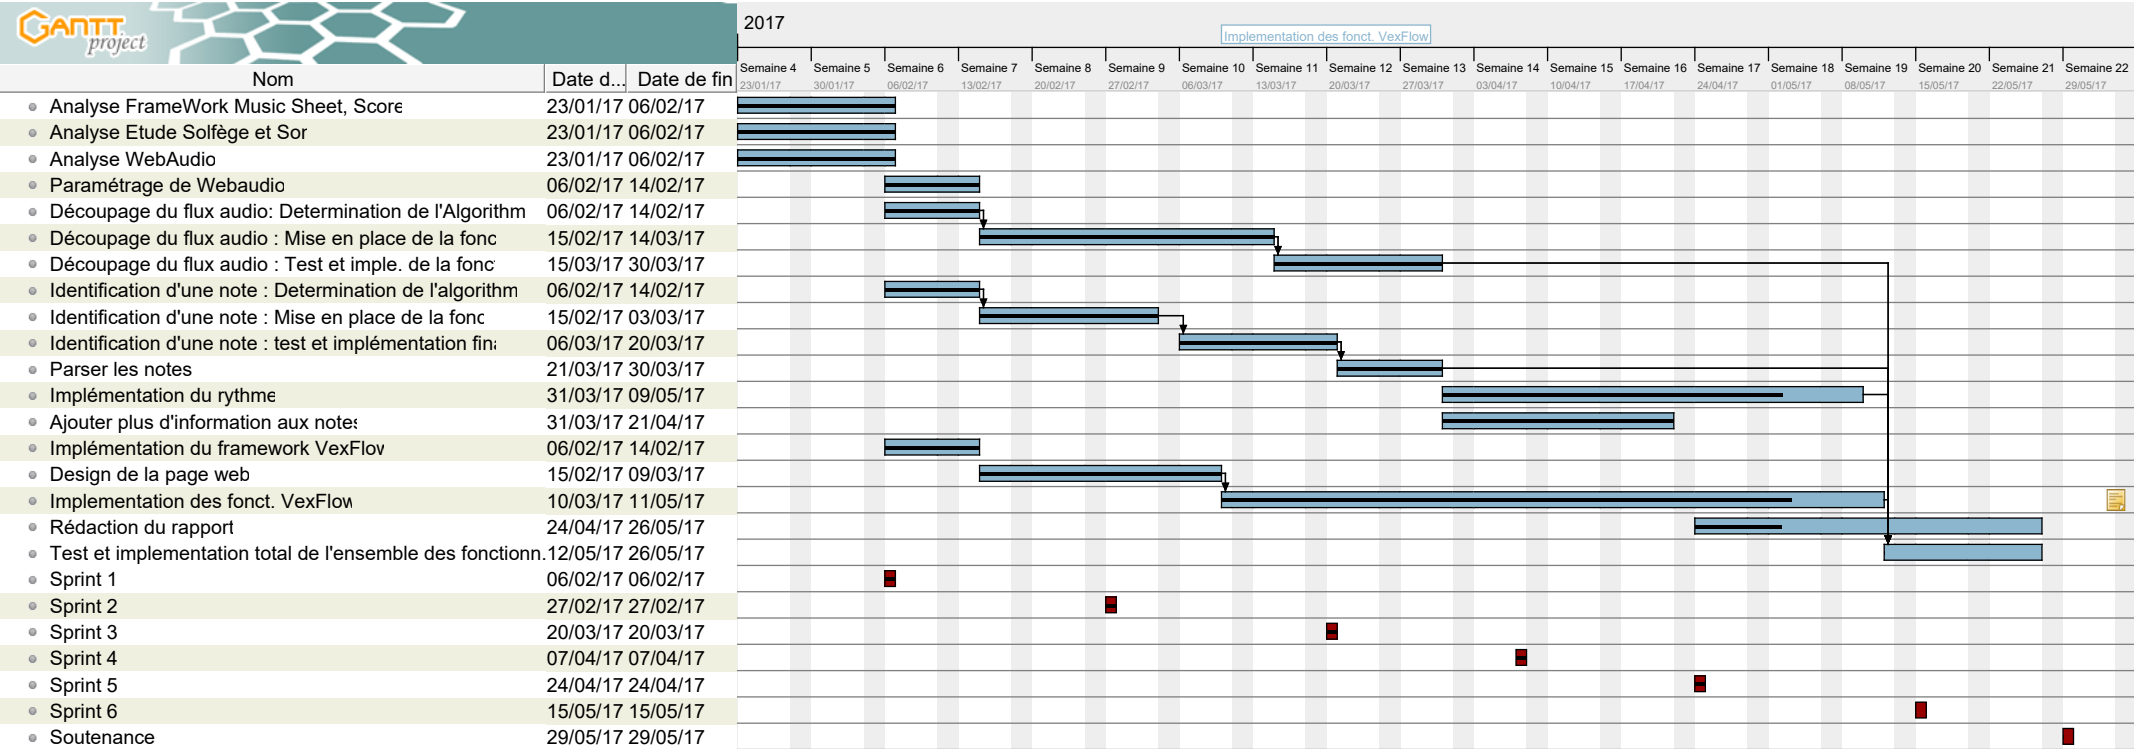 GANTT
project
2017
Implementation des fonct. VexFlow
Nom Date d... Date de fin
Semaine 4 Semaine 5 Semaine 6 Semaine 7 Semaine 8 Semaine 9 Semaine 10 Semaine 11 Semaine 12 Semaine 13 Semaine 14 Semaine 15 Semaine 16 Semaine 17 Semaine 18 Semaine 19 Semaine 20 Semaine 21 Semaine 22
23/01/17 30/01/17 06/02/17 13/02/17 20/02/17 27/02/17 06/03/17 13/03/17 20/03/17 27/03/17 03/04/17 10/04/17 17/04/17 24/04/17 01/05/17 08/05/17 15/05/17 22/05/17 29/05/17
Analyse FrameWork Music Sheet, Score 23/01/17 06/02/17
Analyse Etude Solfège et Sor 23/01/17 06/02/17
Analyse WebAudio 23/01/17 06/02/17
Paramétrage de Webaudio 06/02/17 14/02/17
Découpage du flux audio: Determination de l'Algorithm 06/02/17 14/02/17
Découpage du flux audio : Mise en place de la fonc 15/02/17 14/03/17
Découpage du flux audio : Test et imple. de la fonc 15/03/17 30/03/17
Identification d'une note : Determination de l'algorithm 06/02/17 14/02/17
Identification d'une note : Mise en place de la fonc 15/02/17 03/03/17
Identification d'une note : test et implémentation fina 06/03/17 20/03/17
Parser les notes 21/03/17 30/03/17
Implémentation du rythme 31/03/17 09/05/17
Ajouter plus d'information aux notes 31/03/17 21/04/17
Implémentation du framework VexFlow 06/02/17 14/02/17
Design de la page web 15/02/17 09/03/17
Implementation des fonct. VexFlow 10/03/17 11/05/17
Rédaction du rapport 24/04/17 26/05/17
Test et implementation total de l'ensemble des fonctionn. 12/05/17 26/05/17
Sprint 1 06/02/17 06/02/17
Sprint 2 27/02/17 27/02/17
Sprint 3 20/03/17 20/03/17
Sprint 4 07/04/17 07/04/17
Sprint 5 24/04/17 24/04/17
Sprint 6 15/05/17 15/05/17
Soutenance 29/05/17 29/05/17